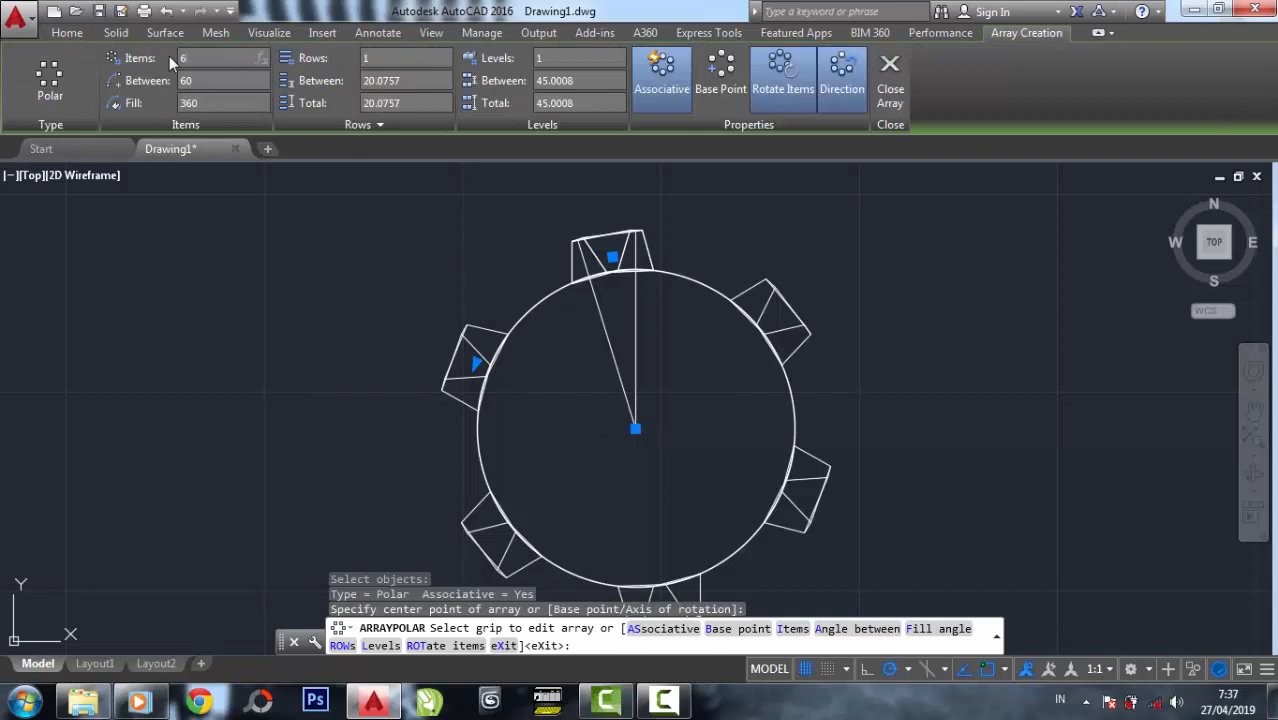 Autodesk AutoCAD 2016 Drawing1.dwg
Type a keyword or phrase
Sign In
Home Insert Annotate
Solid Surface Mesh Visualize Insert Annotate View Manage Output Add-ins A360 Express Tools Featured Apps BIM 360 Performance Array Creation
Items: 6 Rows: 1 Levels: 1
Polar Between: 60 Between: 20.0757 Between: 45.0008 Associative Base Point Rotate Items Direction Close Array
Fill: 360 Total: 20.0757 Total: 45.0008
Type Items Rows Levels Properties Close
Start Drawing1*
[-][Top][2D Wireframe]
N
W TOP E
S
WCS
Y
X
Select objects:
Type = Polar Associative = Yes
Specify center point of array or [Base point/Axis of rotation]:
ARRAYPOLAR Select grip to edit array or [ASsociative Base point Items Angle between Fill angle
ROWs Levels ROTate items eXit]<eXit>:
Model Layout1 Layout2 MODEL 1:1
Ps IN 7:37
27/04/2019